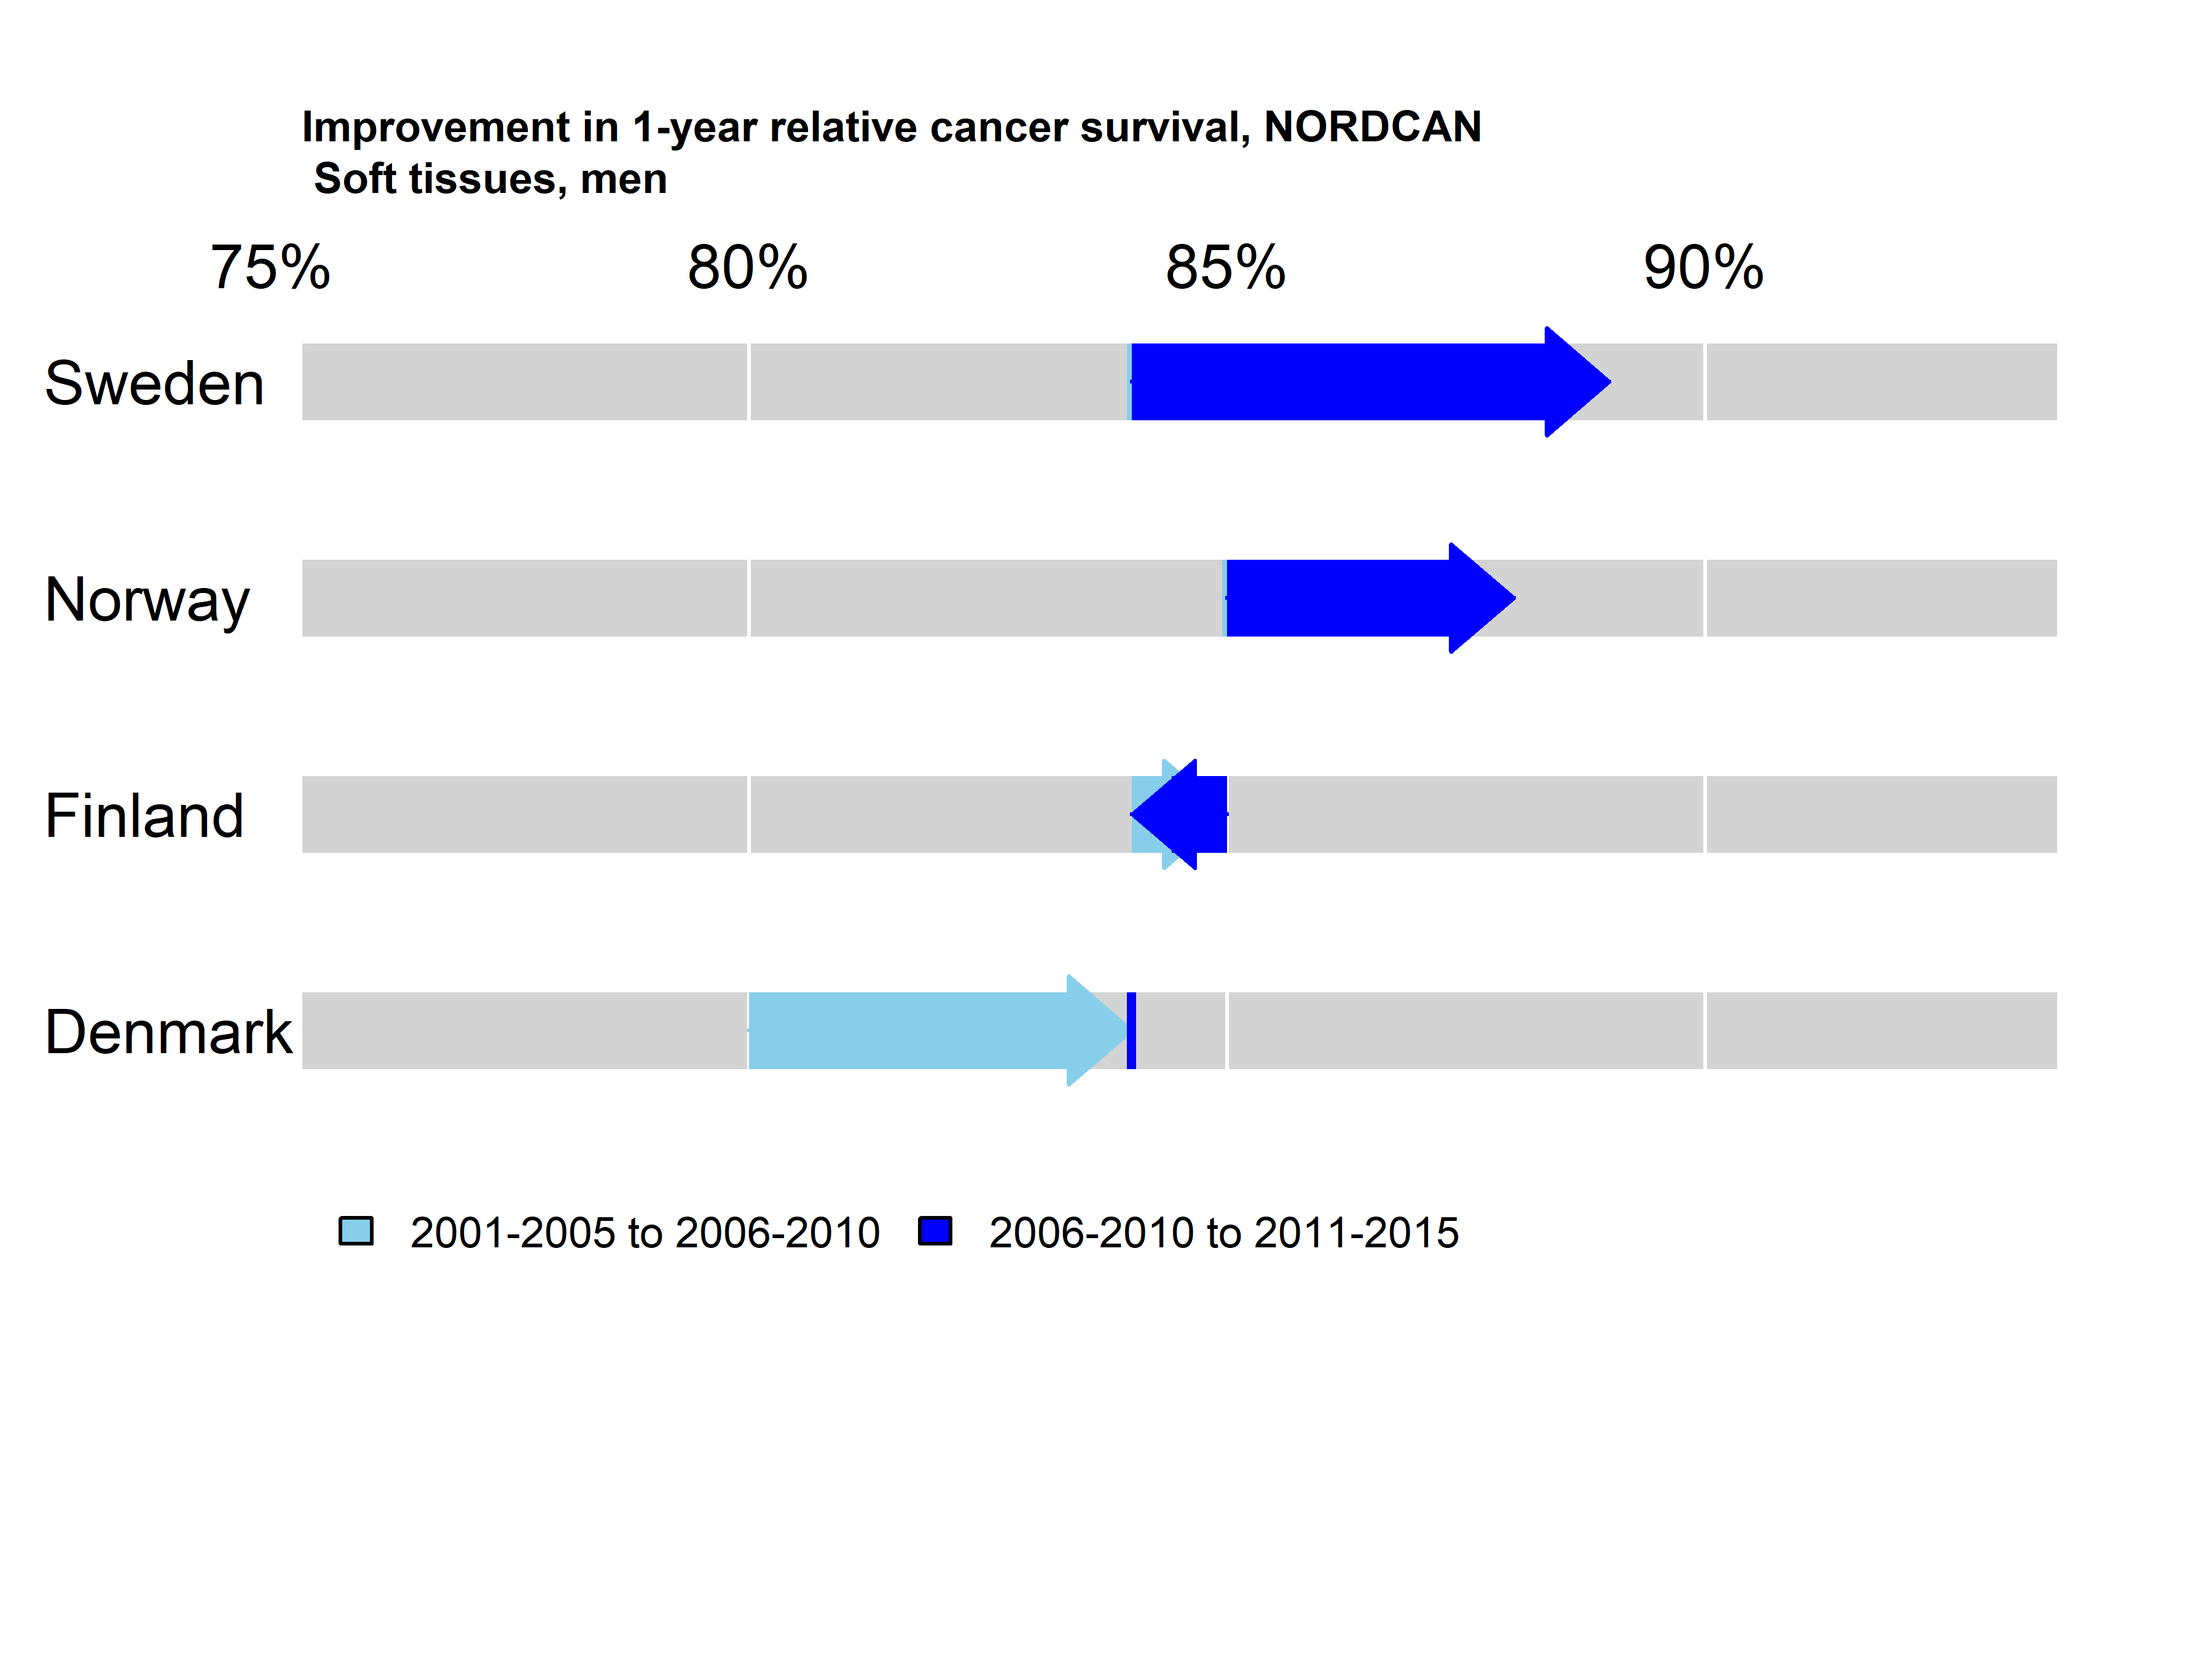 Improvement in 1-year relative cancer survival, NORDCAN
Soft tissues, men
75% 80% 85% 90%
Sweden
Norway
Finland
Denmark
2001-2005 to 2006-2010 2006-2010 to 2011-2015